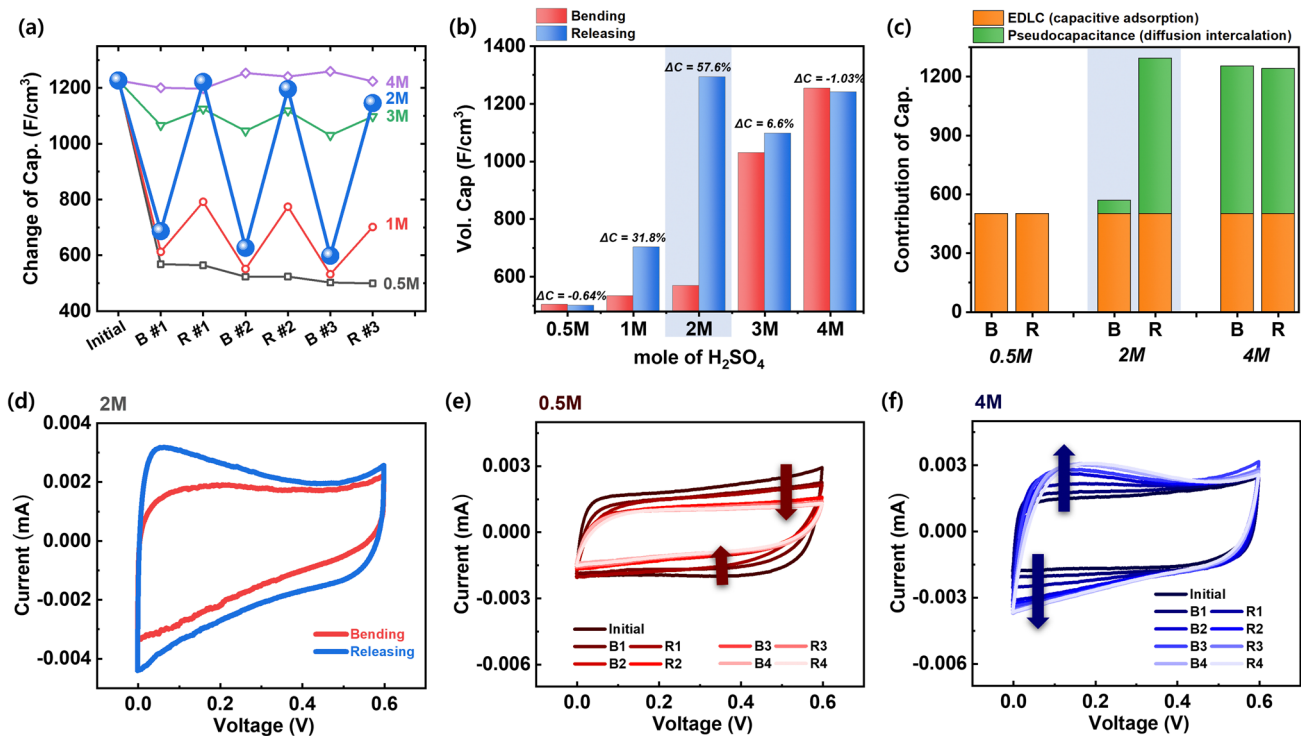 (a)
Change of Cap. (F/cm³)
1200
1000
800
600
400
4M
2M
3M
1M
0.5M
Initial
B #1
R #1
B #2
R #2
B #3
R #3
(b)
Bending
Releasing
Vol. Cap (F/cm³)
1400
1200
1000
800
600
ΔC = -0.64%
ΔC = 31.8%
ΔC = 57.6%
ΔC = 6.6%
ΔC = -1.03%
0.5M 1M 2M 3M 4M
mole of H₂SO₄
(c)
EDLC (capacitive adsorption)
Pseudocapacitance (diffusion intercalation)
Contribution of Cap.
1200
900
600
300
0
B R B R B R
0.5M 2M 4M
(d)
2M
Current (mA)
0.004
0.002
0.000
-0.002
-0.004
Bending
Releasing
0.0 0.2 0.4 0.6
Voltage (V)
(e)
0.5M
Current (mA)
0.003
0.000
-0.003
-0.006
Initial
B1 R1 B3 R3
B2 R2 B4 R4
0.0 0.2 0.4 0.6
Voltage (V)
(f)
4M
Current (mA)
0.003
0.000
-0.003
-0.006
Initial
B1 R1
B2 R2
B3 R3
B4 R4
0.0 0.2 0.4 0.6
Voltage (V)